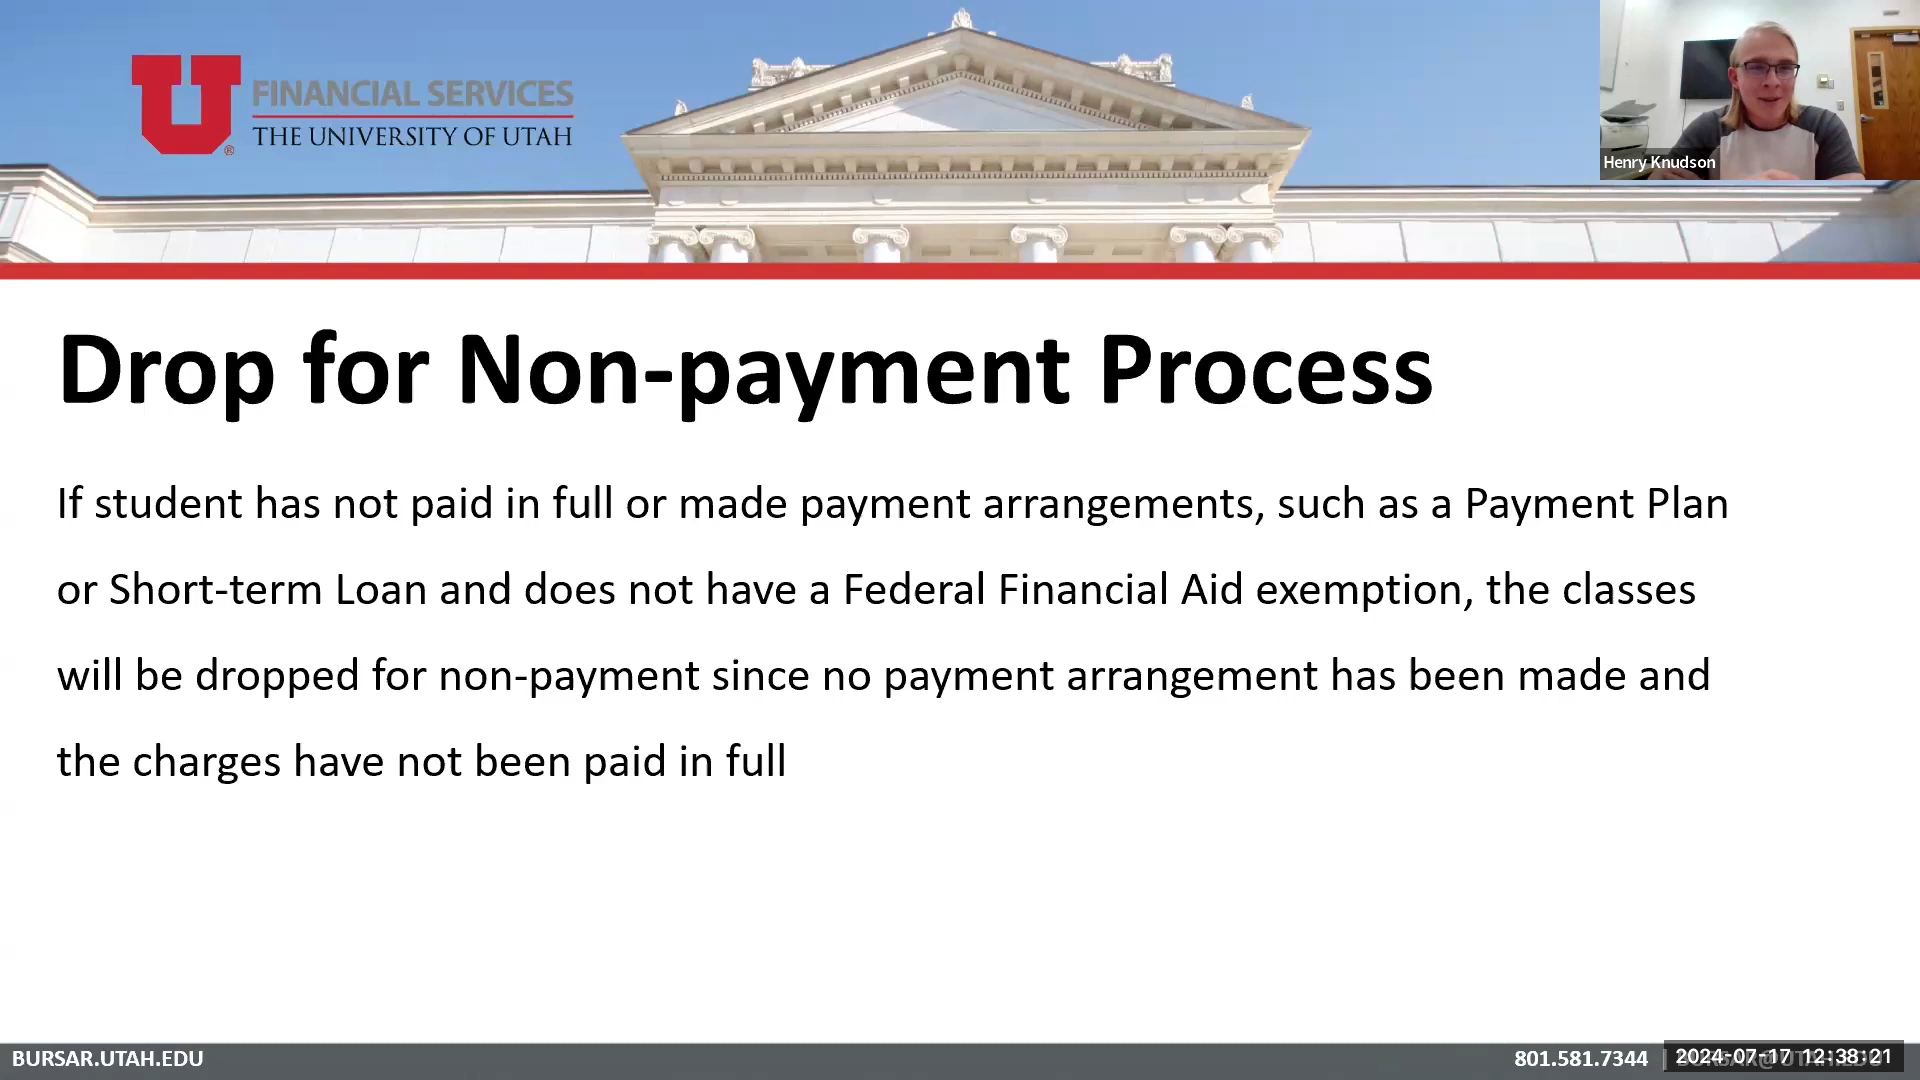 FINANCIAL SERVICES
THE UNIVERSITY OF UTAH
®
Henry Knudson
Drop for Non-payment Process
If student has not paid in full or made payment arrangements, such as a Payment Plan
or Short-term Loan and does not have a Federal Financial Aid exemption, the classes
will be dropped for non-payment since no payment arrangement has been made and
the charges have not been paid in full
BURSAR.UTAH.EDU
801.581.7344 |
2024-07-17 12:38:21